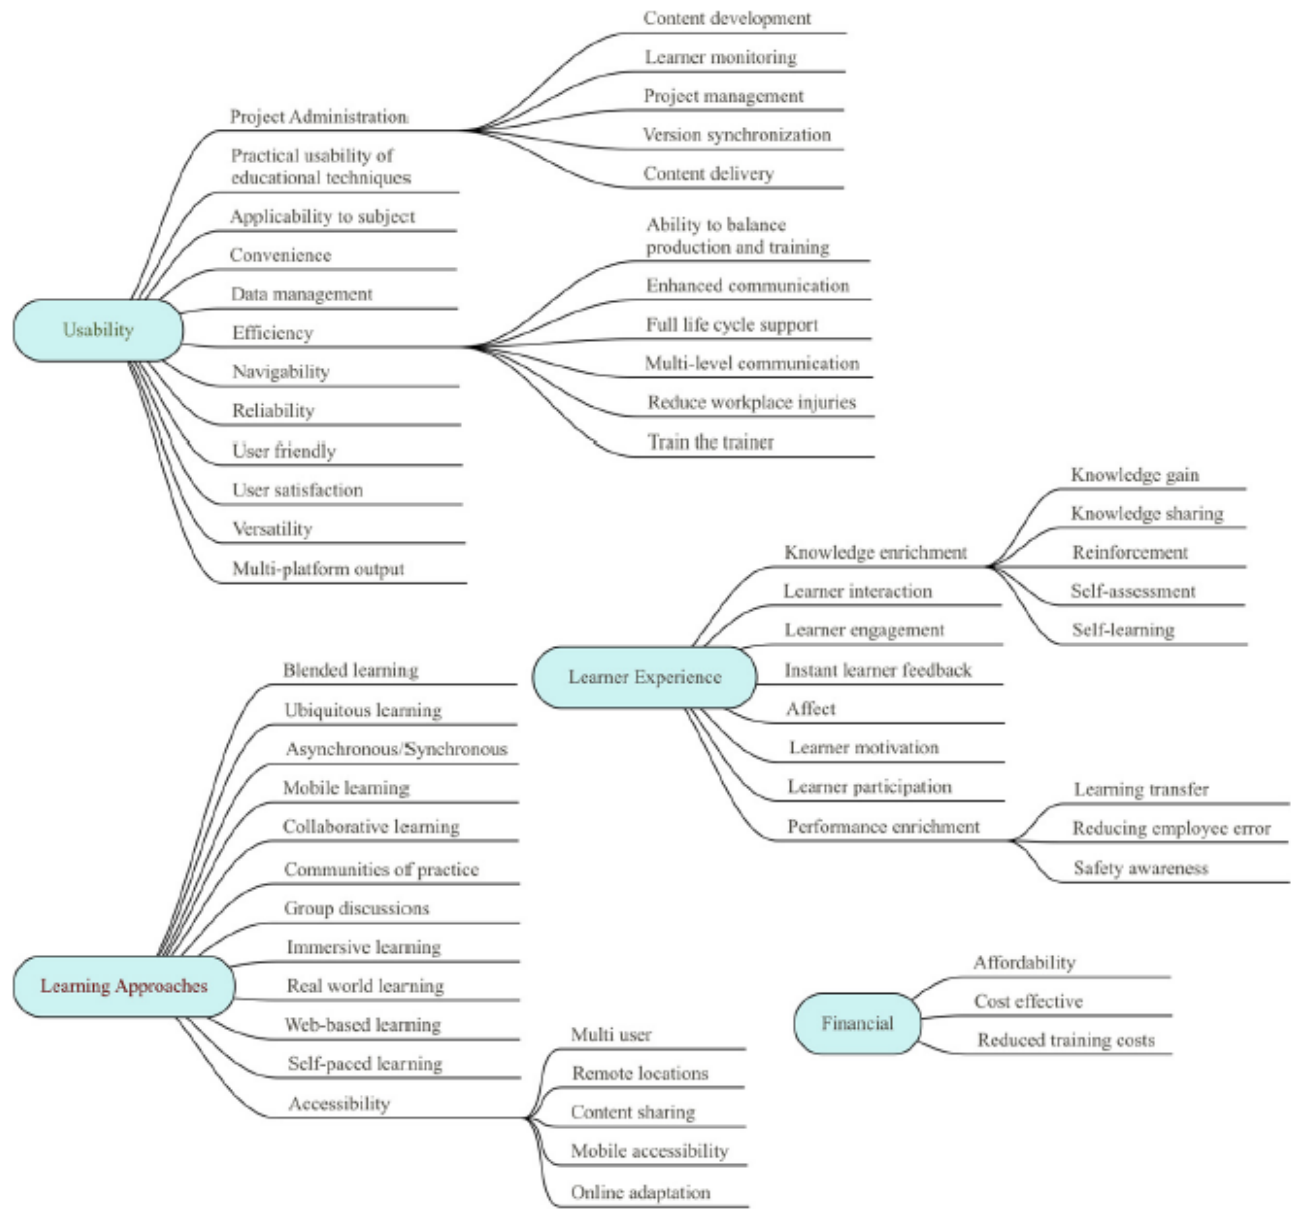 Content development
Learner monitoring
Project management
Version synchronization
Content delivery
Project Administration
Practical usability of
educational techniques
Applicability to subject
Convenience
Data management
Efficiency
Navigability
Reliability
User friendly
User satisfaction
Versatility
Multi-platform output
Usability
Ability to balance
production and training
Enhanced communication
Full life cycle support
Multi-level communication
Reduce workplace injuries
Train the trainer
Knowledge gain
Knowledge sharing
Reinforcement
Self-assessment
Self-learning
Knowledge enrichment
Learner interaction
Learner engagement
Instant learner feedback
Affect
Learner motivation
Learner participation
Performance enrichment
Learner Experience
Learning transfer
Reducing employee error
Safety awareness
Blended learning
Ubiquitous learning
Asynchronous/Synchronous
Mobile learning
Collaborative learning
Communities of practice
Group discussions
Immersive learning
Real world learning
Web-based learning
Self-paced learning
Accessibility
Learning Approaches
Multi user
Remote locations
Content sharing
Mobile accessibility
Online adaptation
Financial
Affordability
Cost effective
Reduced training costs